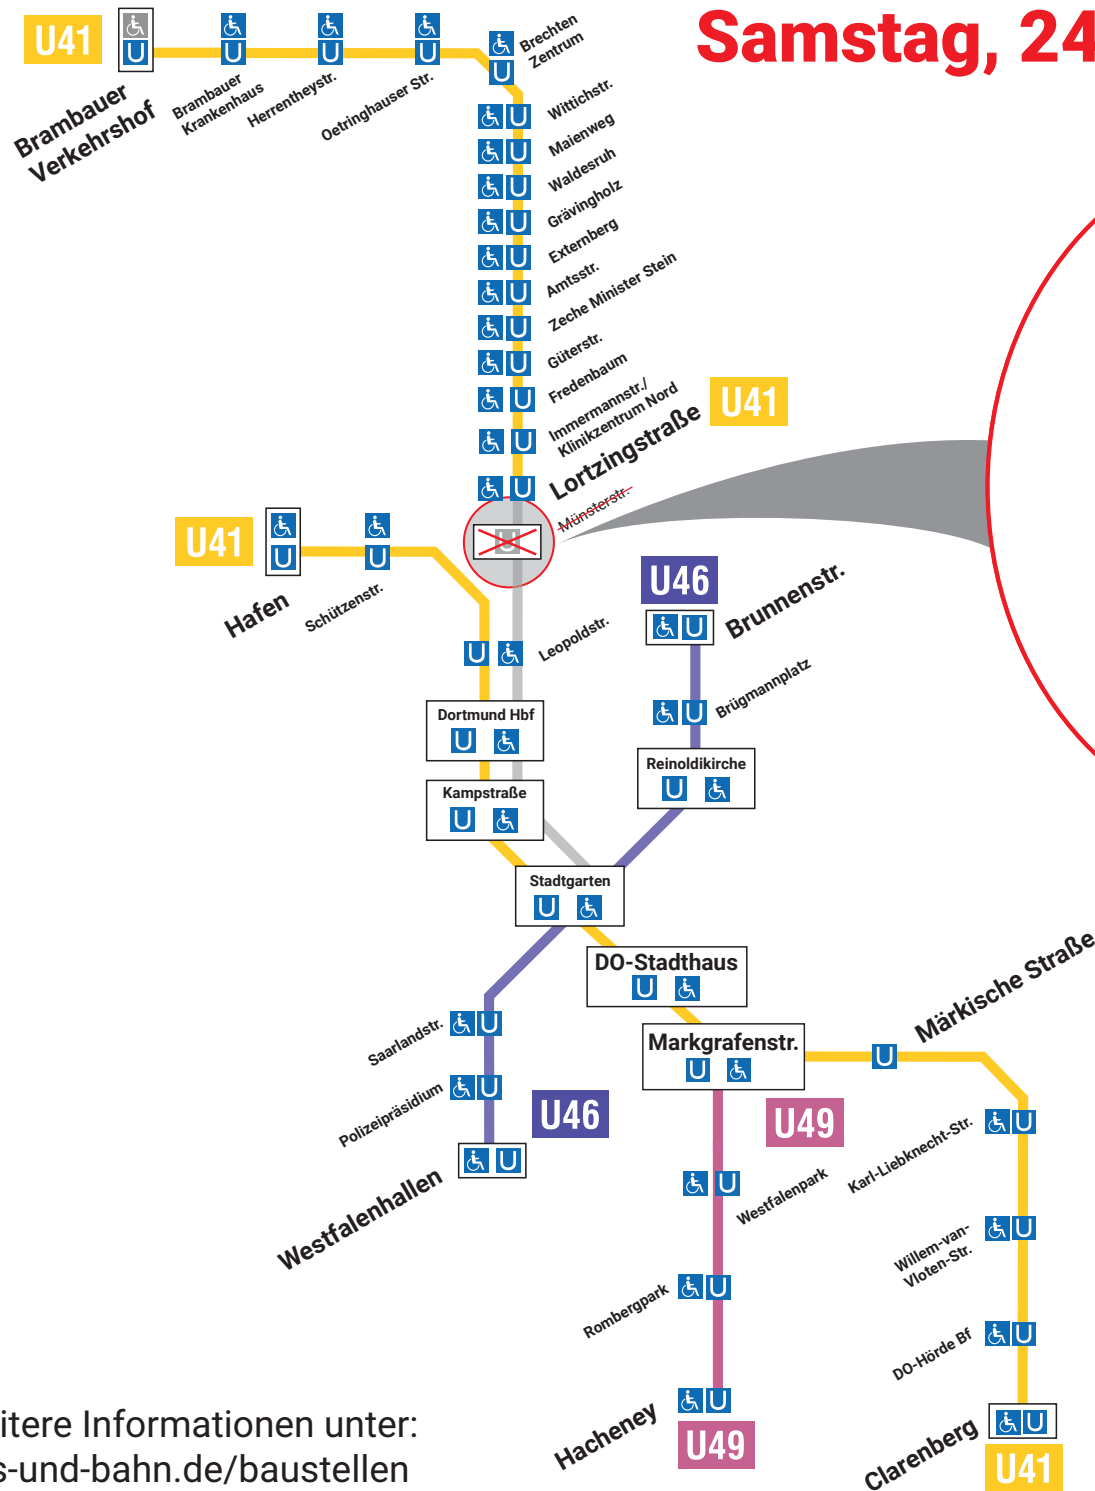 U41
Samstag, 24
Brambauer
Verkehrshof
Brambauer
Krankenhaus
Herrentheystr.
Oetringhauser Str.
Brechten
Zentrum
Wittichstr.
Maienweg
Waldesruh
Grävingholz
Externberg
Amtsstr.
Zeche Minister Stein
Güterstr.
Fredenbaum
Immermannstr./
Klinikzentrum Nord
Lortzingstraße
U41
Münsterstr.
U41
Hafen
Schützenstr.
Leopoldstr.
U46
Brunnenstr.
Brügmannplatz
Dortmund Hbf
Reinoldikirche
Kampstraße
Stadtgarten
DO-Stadthaus
Markgrafenstr.
Märkische Straße
Saarlandstr.
Polizeipräsidium
U46
Westfalenhallen
U49
Westfalenpark
Karl-Liebknecht-Str.
Willem-van-
Vloten-Str.
Rombergpark
DO-Hörde Bf
Hacheney
U49
Clarenberg
U41
itere Informationen unter:
s-und-bahn.de/baustellen